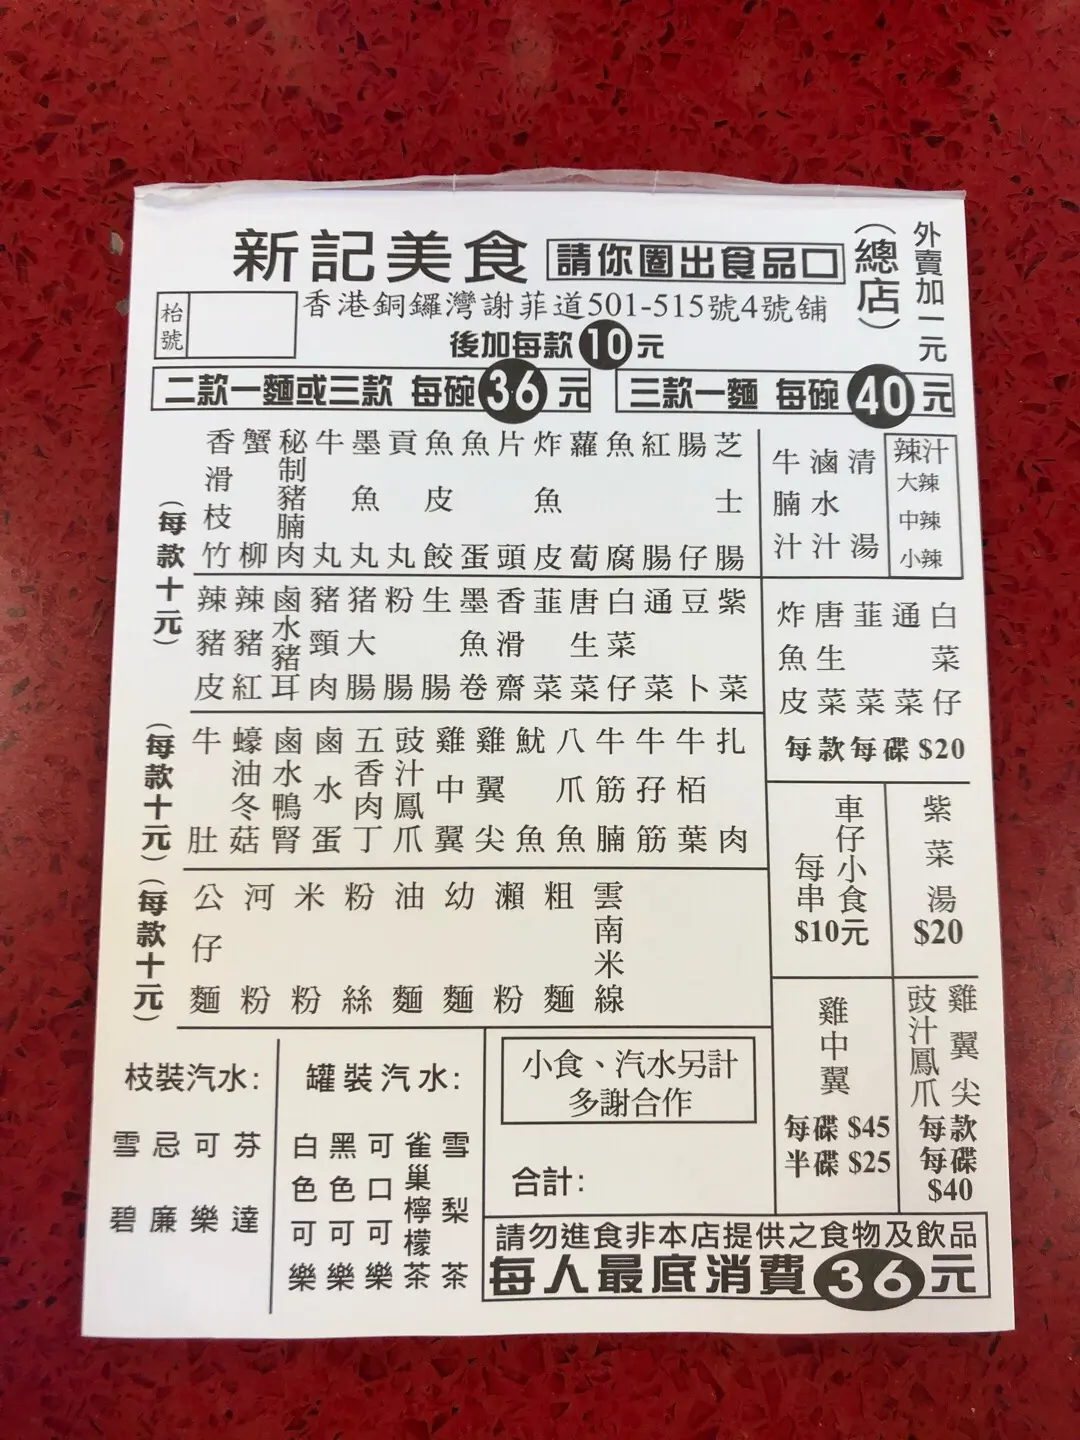 新記美食
請你圈出食品口
(總店)
外賣加一元
枱號
香港銅鑼灣謝菲道501-515號4號舖
後加每款10元
二款一麵或三款 每碗36元
三款一麵 每碗40元
(每款十元)
香滑枝竹
蟹柳
秘制豬腩肉
牛丸
墨魚丸
貢丸
魚皮餃
魚蛋
魚片頭
炸魚皮
蘿蔔
魚腐
紅腸
腸仔
芝士腸
牛腩汁
滷水汁
清湯
辣汁
大辣
中辣
小辣
辣豬皮
辣豬紅
鹵水豬耳
豬頸肉
猪大腸
粉腸
生腸
墨魚卷
香滑齋
韮菜
唐生菜
白菜仔
通菜
豆卜
紫菜
炸魚皮
唐生菜
韮菜
通菜
白菜仔
每款每碟 $20
(每款十元)
牛肚
蠔油冬菇
鹵水鴨腎
鹵水蛋
五香肉丁
豉汁鳳爪
雞中翼
雞翼尖
魷魚
八爪魚
牛筋腩
牛孖筋
牛栢葉
扎肉
車仔小食
每串
$10元
紫菜湯
$20
(每款十元)
公仔麵
河粉
米粉
粉絲
油麵
幼麵
瀨粉
粗麵
雲南米線
雞中翼
每碟 $45
半碟 $25
豉汁鳳爪
雞翼尖
每款
每碟
$40
枝裝汽水:
雪碧
忌廉
可樂
芬達
罐裝汽水:
白色可樂
黑色可樂
可口可樂
雀巢檸檬茶
雪梨茶
小食、汽水另計
多謝合作
合計:
請勿進食非本店提供之食物及飲品
每人最底消費36元